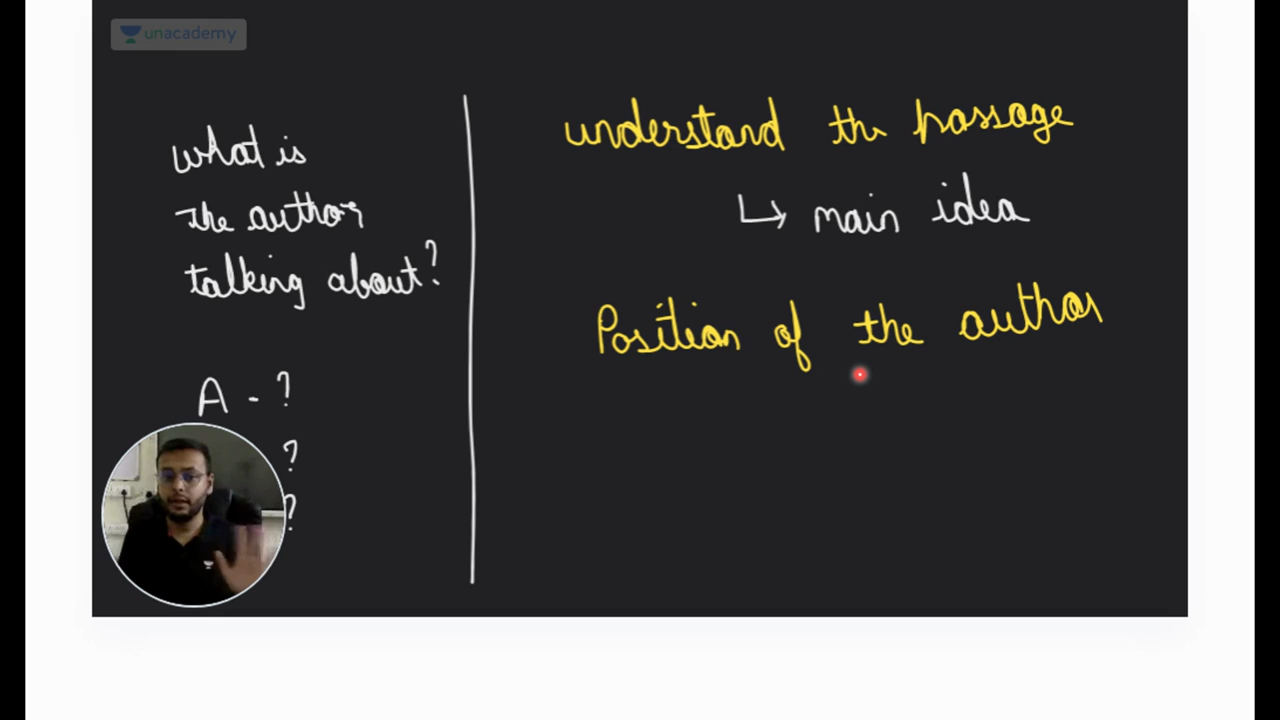 unacademy
what is
the author
talking about?
A - ?
?
?
understand the passage
↳ main idea
Position of the author